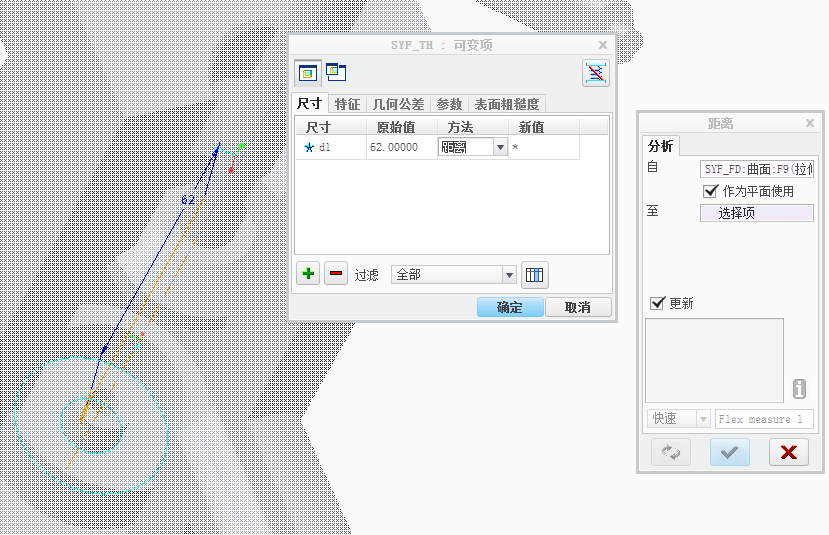 SYF_TH : 可变项
尺寸 特征 几何公差 参数 表面粗糙度
尺寸 原始值 方法 新值
d1 62.00000 距离 *
过滤 全部
确定 取消
62
距离
分析
自 SYF_FD:曲面:F9(拉伸
作为平面使用
至 选择项
更新
快速 Flex measure 1